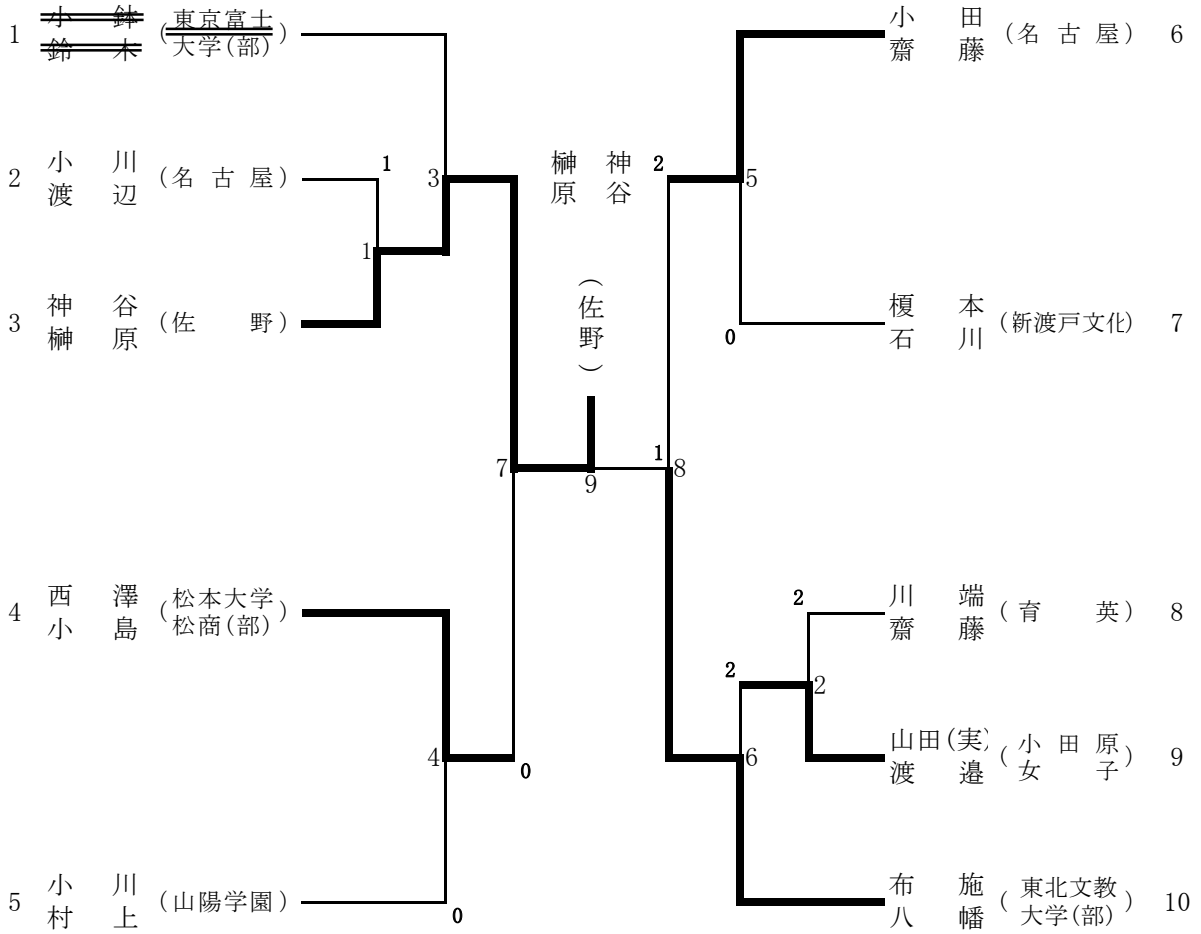 1 小 鉢 (東京富士
鈴 木 大学(部))
2 小 川 (名 古 屋)
渡 辺
3 神 谷 (佐 野)
榊 原
4 西 澤 (松本大学
小 島 松商(部))
5 小 川 (山陽学園)
村 上
1
3
1
7
4
0
0
榊 神
原 谷
(佐野)
9
2
5
0
1
8
2
2
2
6
小 田 (名 古 屋) 6
齋 藤
榎 本 (新渡戸文化) 7
石 川
川 端 (育 英) 8
齋 藤
山田(実) (小 田 原 9
渡 邉 女 子)
布 施 (東北文教 10
八 幡 大学(部))